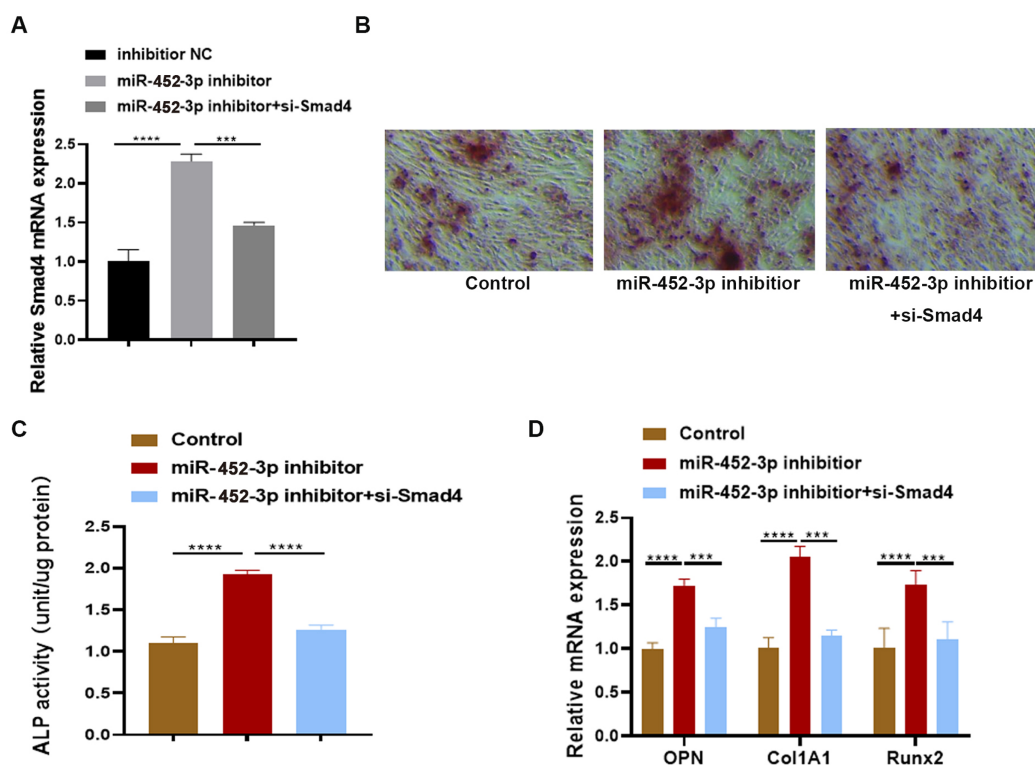 A
inhibitior NC
miR-452-3p inhibitor
miR-452-3p inhibitor+si-Smad4
Relative Smad4 mRNA expression
**** ***
2.5
2.0
1.5
1.0
0.5
0.0
B
Control
miR-452-3p inhibitior
miR-452-3p inhibitior
+si-Smad4
C
Control
miR-452-3p inhibitor
miR-452-3p inhibitor+si-Smad4
ALP activity (unit/ug protein)
**** ****
2.5
2.0
1.5
1.0
0.5
0.0
D
Control
miR-452-3p inhibitior
miR-452-3p inhibitior+si-Smad4
Relative mRNA expression
**** *** **** *** **** ***
2.5
2.0
1.5
1.0
0.5
0.0
OPN Col1A1 Runx2